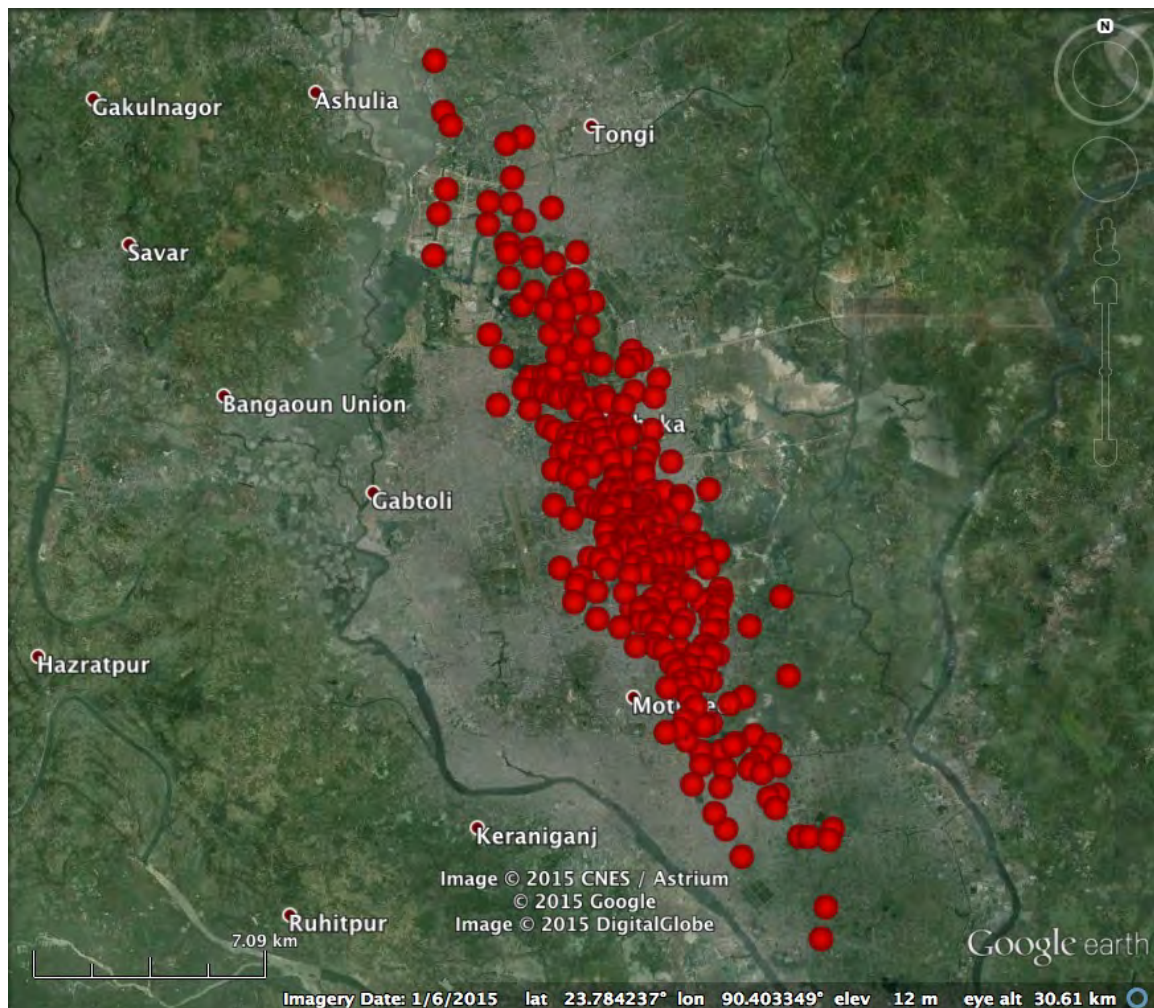 N
Ashulia
Gakulnagor
Tongi
Savar
Bangaoun Union
Gabtoli
Hazratpur
Keraniganj
Image © 2015 CNES / Astrium
© 2015 Google
Image © 2015 DigitalGlobe
Ruhitpur
7.09 km
Google earth
Imagery Date: 1/6/2015 lat 23.784237° lon 90.403349° elev 12 m eye alt 30.61 km